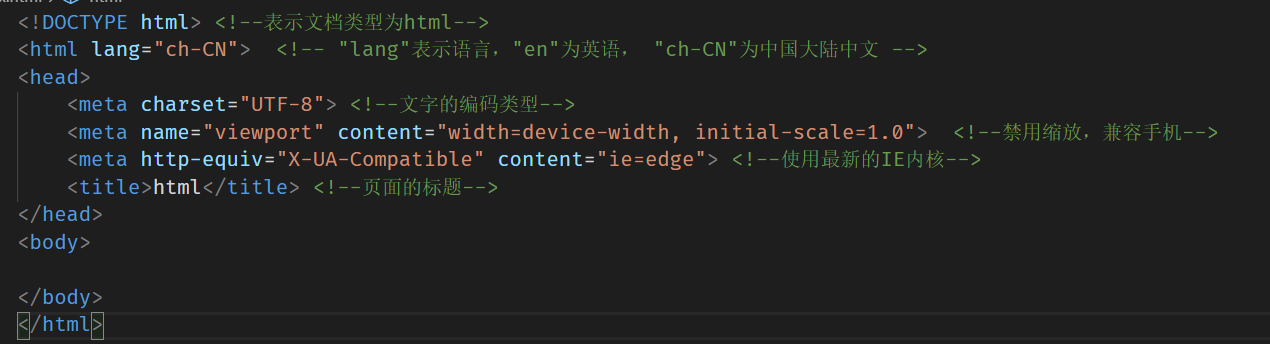 <!DOCTYPE html> <!--表示文档类型为html-->
<html lang="ch-CN">  <!-- "lang"表示语言，"en"为英语， "ch-CN"为中国大陆中文 -->
<head>
    <meta charset="UTF-8"> <!--文字的编码类型-->
    <meta name="viewport" content="width=device-width, initial-scale=1.0">  <!--禁用缩放，兼容手机-->
    <meta http-equiv="X-UA-Compatible" content="ie=edge"> <!--使用最新的IE内核-->
    <title>html</title> <!--页面的标题-->
</head>
<body>

</body>
</html>